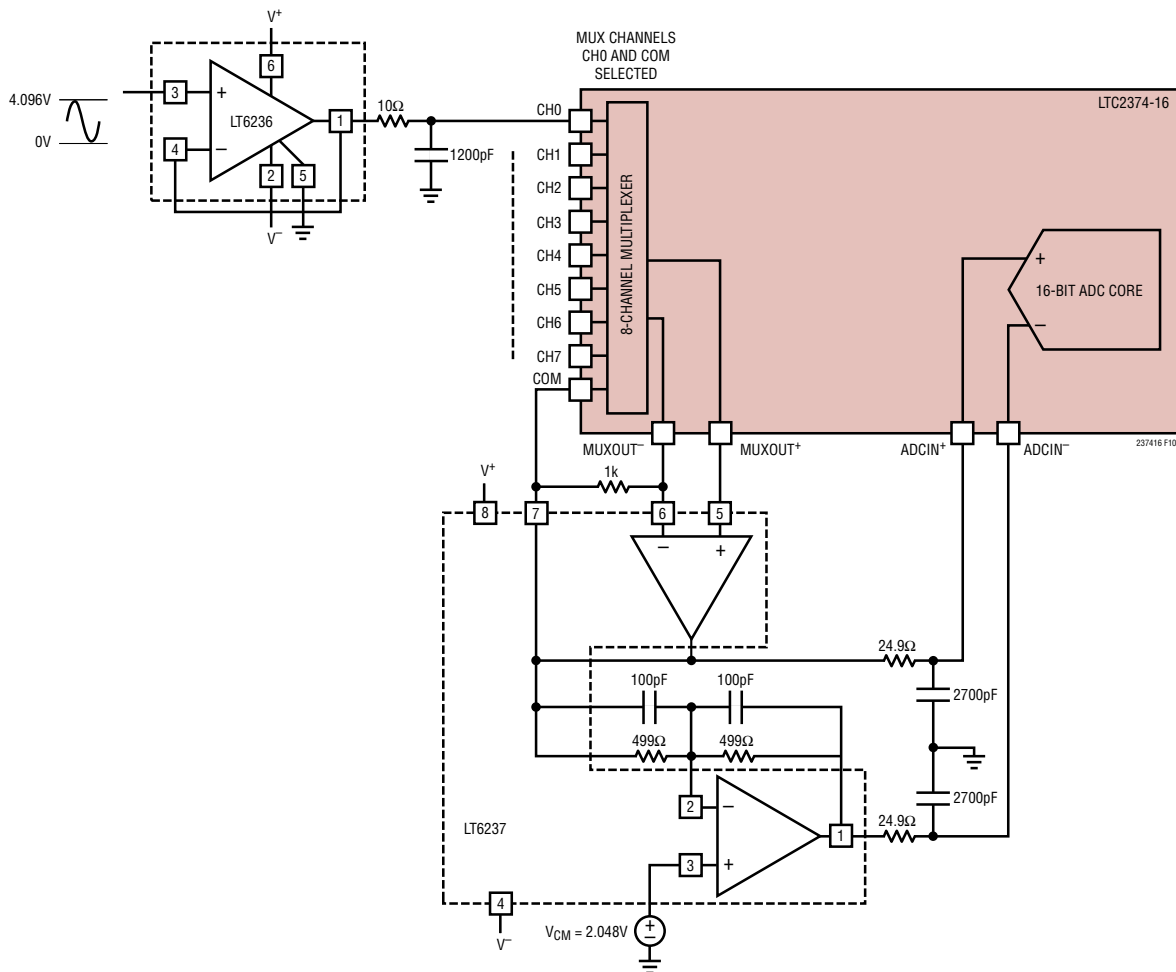 V+
MUX CHANNELS
CH0 AND COM
SELECTED
6
LTC2374-16
4.096V
0V
3
+
LT6236
1
10Ω
CH0
4
−
1200pF
CH1
2
5
CH2
V−
CH3
CH4
CH5
CH6
CH7
COM
8-CHANNEL MULTIPLEXER
+
16-BIT ADC CORE
−
MUXOUT−
MUXOUT+
ADCIN+
ADCIN−
237416 F10
1k
V+
8
7
6
5
−
+
24.9Ω
100pF
100pF
2700pF
499Ω
499Ω
2700pF
2
−
LT6237
1
24.9Ω
3
+
4
V−
VCM = 2.048V
+
−